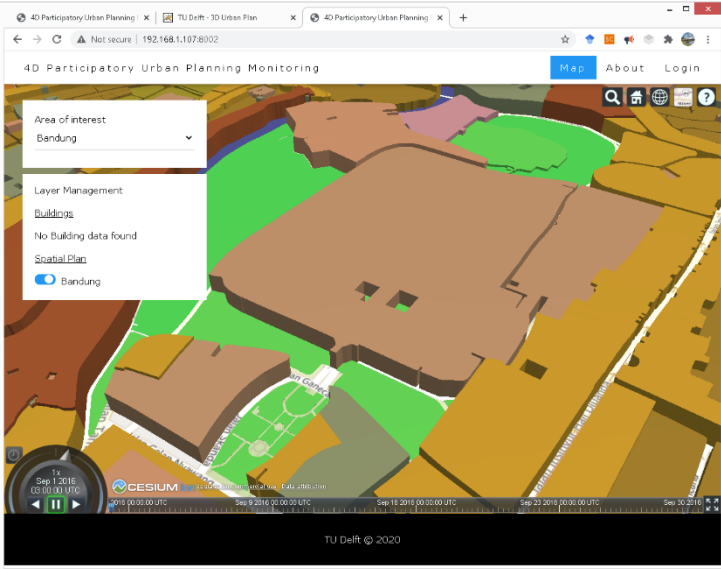 4D Participatory Urban Planning
TU Delft - 3D Urban Plan
4D Participatory Urban Planning
Not secure | 192.168.1.107:8002
4D Participatory Urban Planning Monitoring
Map
About
Login
Area of interest
Bandung
Layer Management
Buildings
No Building data found
Spatial Plan
Bandung
1x
Sep 1 2016
03:00:00 UTC
CESIUM
Data attribution
2016 00:00:00 UTC
Sep 9 2016 00:00:00 UTC
Sep 16 2016 00:00:00 UTC
Sep 23 2016 00:00:00 UTC
Sep 30 2016
TU Delft © 2020